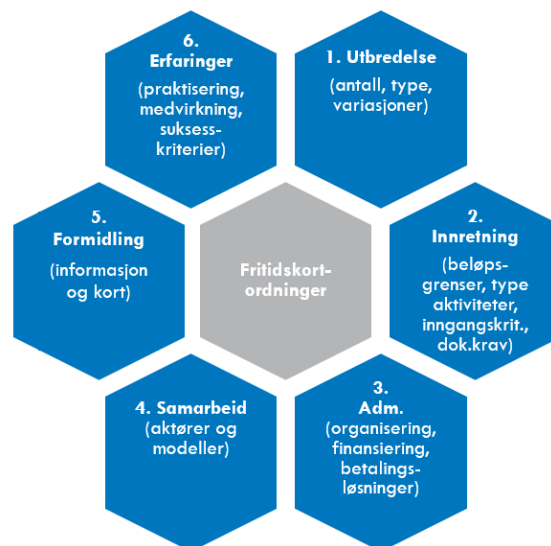 6.
Erfaringer
(praktisering,
medvirkning,
suksess-
kriterier)
1. Utbredelse
(antall, type,
variasjoner)
2.
Innretning
(beløps-
grenser, type
aktiviteter,
inngangskrit.,
dok.krav)
3.
Adm.
(organisering,
finansiering,
betalings-
løsninger)
4. Samarbeid
(aktører og
modeller)
5.
Formidling
(informasjon
og kort)
Fritidskort-
ordninger